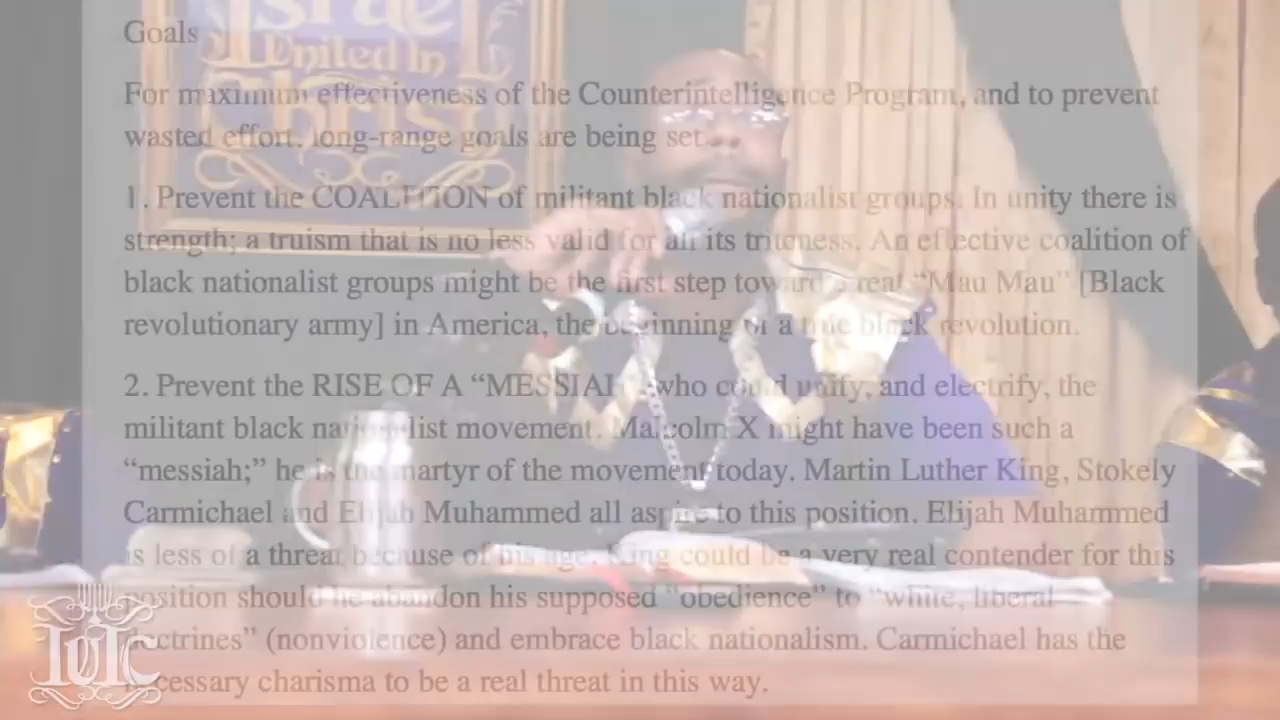 Israel
United In
Christ
Goals
For maximum effectiveness of the Counterintelligence Program, and to prevent
wasted effort, long-range goals are being set.
1. Prevent the COALITION of militant black nationalist groups. In unity there is
strength; a truism that is no less valid for all its triteness. An effective coalition of
black nationalist groups might be the first step toward a real “Mau Mau” [Black
revolutionary army] in America, the beginning of a true black revolution.
2. Prevent the RISE OF A “MESSIAH” who could unify, and electrify, the
militant black nationalist movement. Malcolm X might have been such a
“messiah;” he is the martyr of the movement today. Martin Luther King, Stokely
Carmichael and Elijah Muhammed all aspire to this position. Elijah Muhammed
is less of a threat because of his age. King could be a very real contender for this
position should he abandon his supposed “obedience” to “white, liberal
doctrines” (nonviolence) and embrace black nationalism. Carmichael has the
necessary charisma to be a real threat in this way.
IUIC